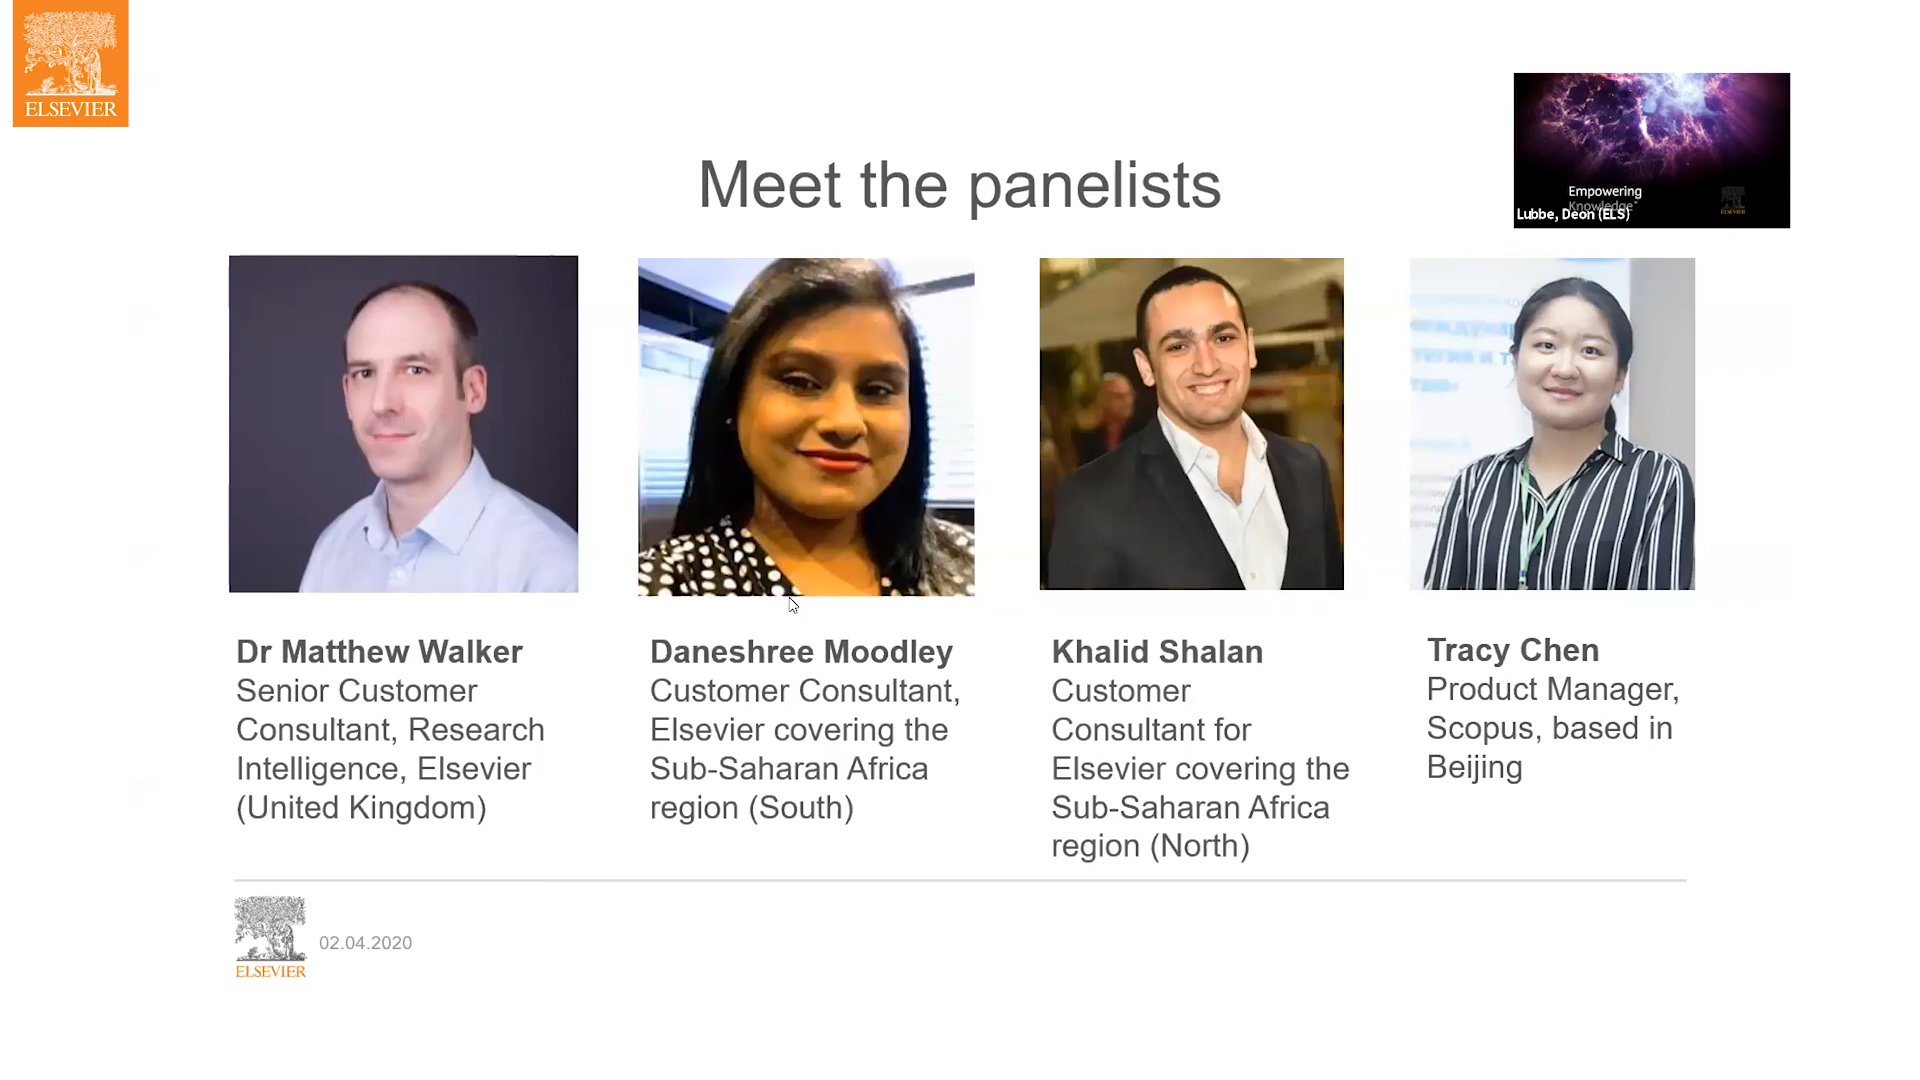 ELSEVIER
Meet the panelists
Empowering
Knowledge
Lubbe, Deon (ELS)
ELSEVIER
Dr Matthew Walker
Senior Customer
Consultant, Research
Intelligence, Elsevier
(United Kingdom)
Daneshree Moodley
Customer Consultant,
Elsevier covering the
Sub-Saharan Africa
region (South)
Khalid Shalan
Customer
Consultant for
Elsevier covering the
Sub-Saharan Africa
region (North)
Tracy Chen
Product Manager,
Scopus, based in
Beijing
ELSEVIER
02.04.2020